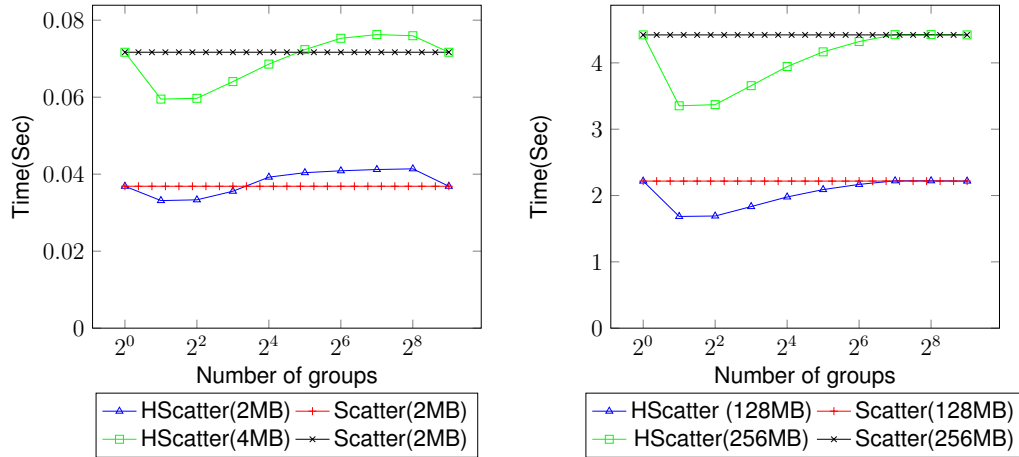 0.08
0.06
0.04
0.02
0
Time(Sec)
2^0
2^2
2^4
2^6
2^8
Number of groups
HScatter(2MB)
Scatter(2MB)
HScatter(4MB)
Scatter(2MB)
4
3
2
1
0
Time(Sec)
2^0
2^2
2^4
2^6
2^8
Number of groups
HScatter (128MB)
Scatter(128MB)
HScatter(256MB)
Scatter(256MB)